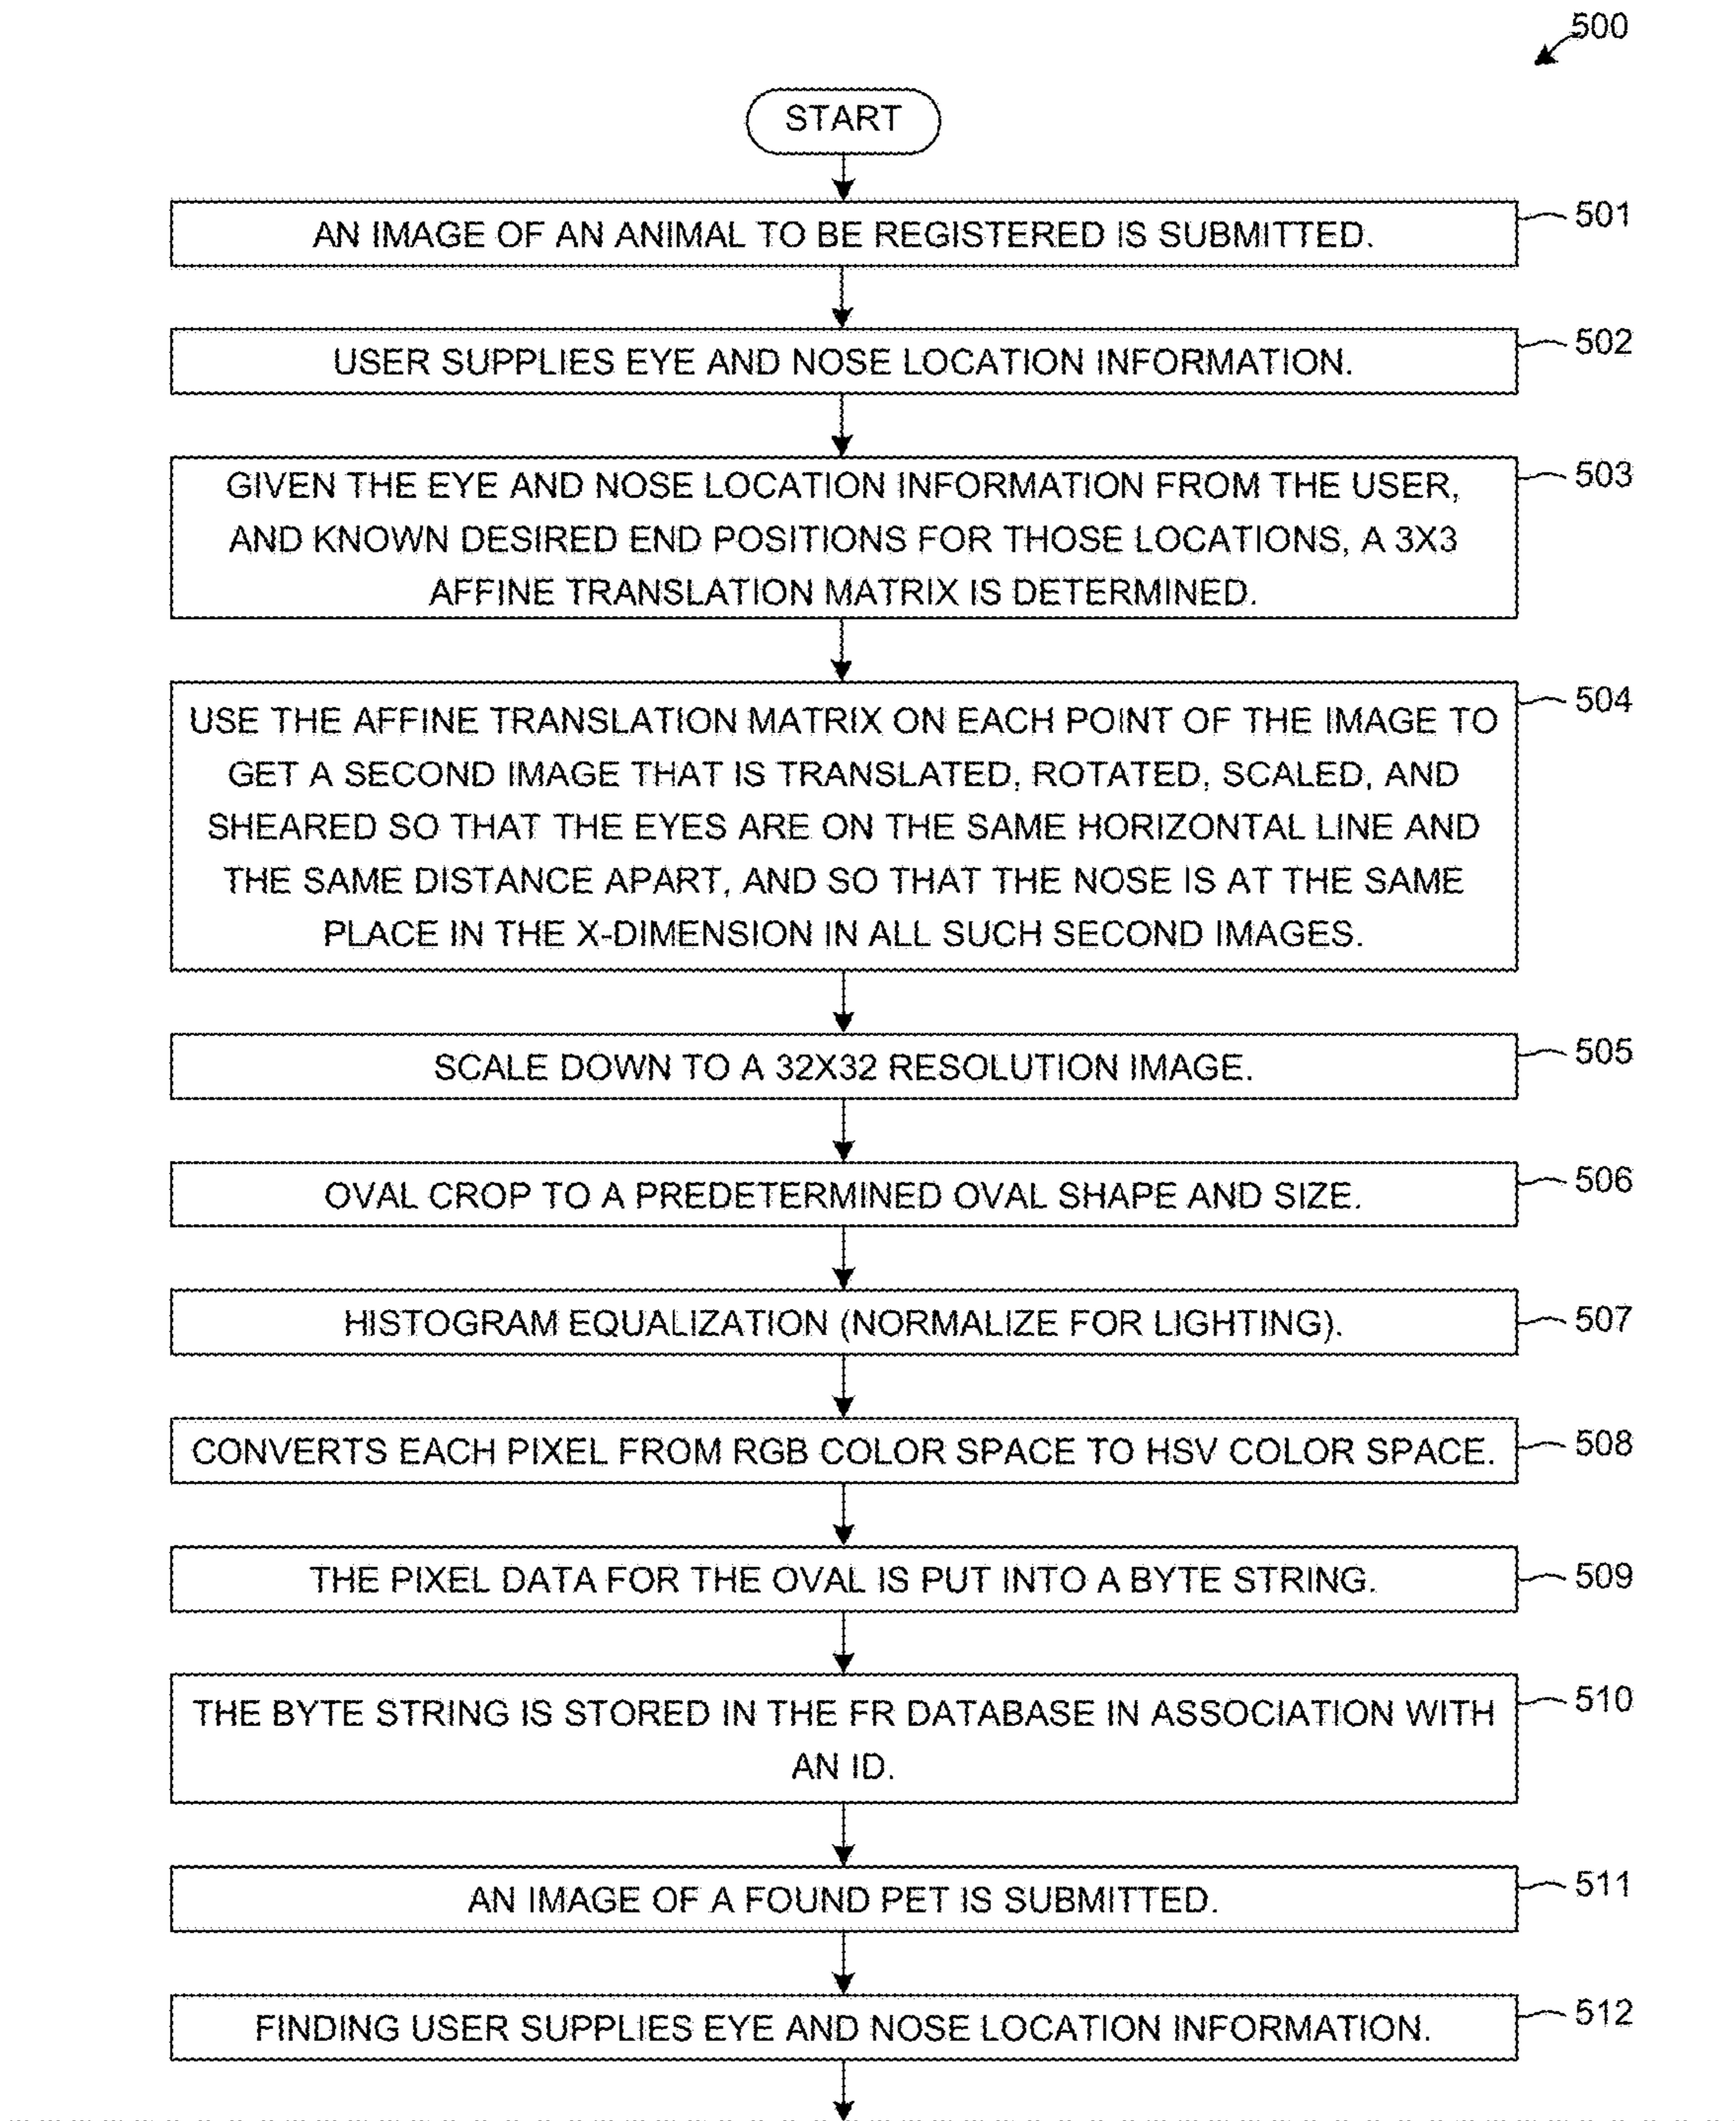 500
START
AN IMAGE OF AN ANIMAL TO BE REGISTERED IS SUBMITTED.
501
USER SUPPLIES EYE AND NOSE LOCATION INFORMATION.
502
GIVEN THE EYE AND NOSE LOCATION INFORMATION FROM THE USER,
AND KNOWN DESIRED END POSITIONS FOR THOSE LOCATIONS, A 3X3
AFFINE TRANSLATION MATRIX IS DETERMINED.
503
USE THE AFFINE TRANSLATION MATRIX ON EACH POINT OF THE IMAGE TO
GET A SECOND IMAGE THAT IS TRANSLATED, ROTATED, SCALED, AND
SHEARED SO THAT THE EYES ARE ON THE SAME HORIZONTAL LINE AND
THE SAME DISTANCE APART, AND SO THAT THE NOSE IS AT THE SAME
PLACE IN THE X-DIMENSION IN ALL SUCH SECOND IMAGES.
504
SCALE DOWN TO A 32X32 RESOLUTION IMAGE.
505
OVAL CROP TO A PREDETERMINED OVAL SHAPE AND SIZE.
506
HISTOGRAM EQUALIZATION (NORMALIZE FOR LIGHTING).
507
CONVERTS EACH PIXEL FROM RGB COLOR SPACE TO HSV COLOR SPACE.
508
THE PIXEL DATA FOR THE OVAL IS PUT INTO A BYTE STRING.
509
THE BYTE STRING IS STORED IN THE FR DATABASE IN ASSOCIATION WITH
AN ID.
510
AN IMAGE OF A FOUND PET IS SUBMITTED.
511
FINDING USER SUPPLIES EYE AND NOSE LOCATION INFORMATION.
512